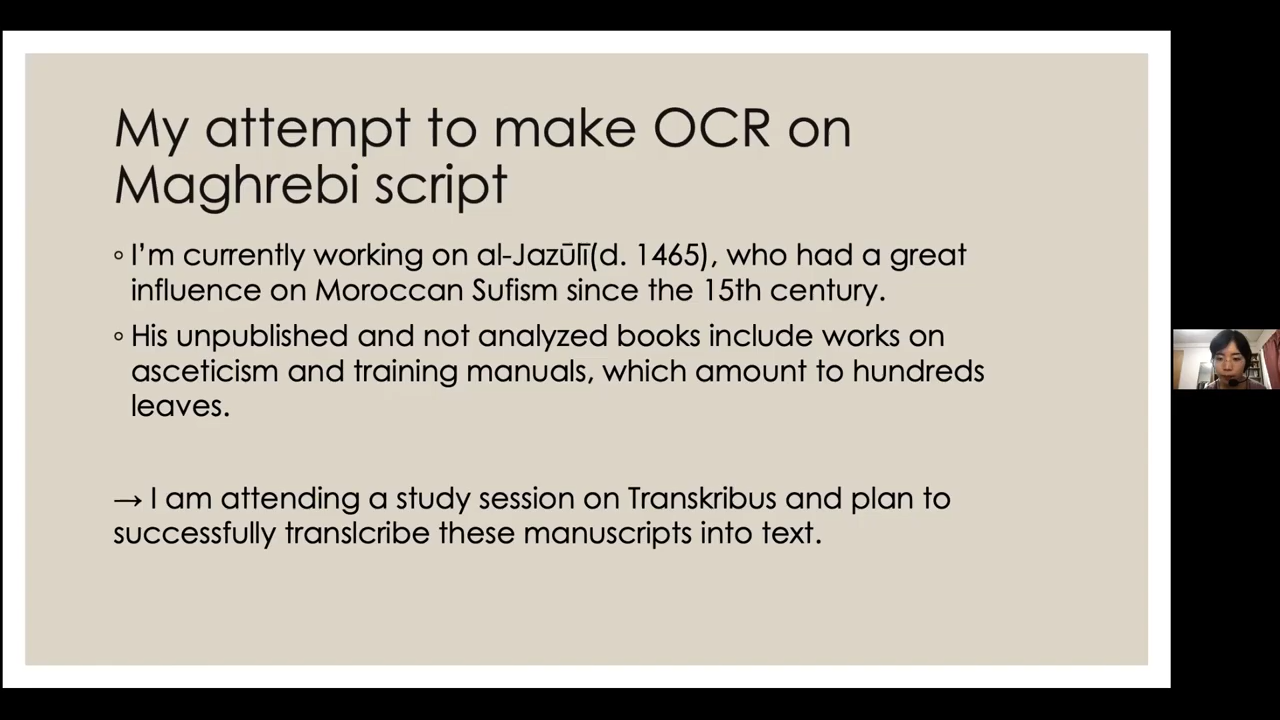 My attempt to make OCR on
Maghrebi script
◦ I’m currently working on al-Jazūlī(d. 1465), who had a great
influence on Moroccan Sufism since the 15th century.
◦ His unpublished and not analyzed books include works on
asceticism and training manuals, which amount to hundreds
leaves.
→ I am attending a study session on Transkribus and plan to
successfully translcribe these manuscripts into text.